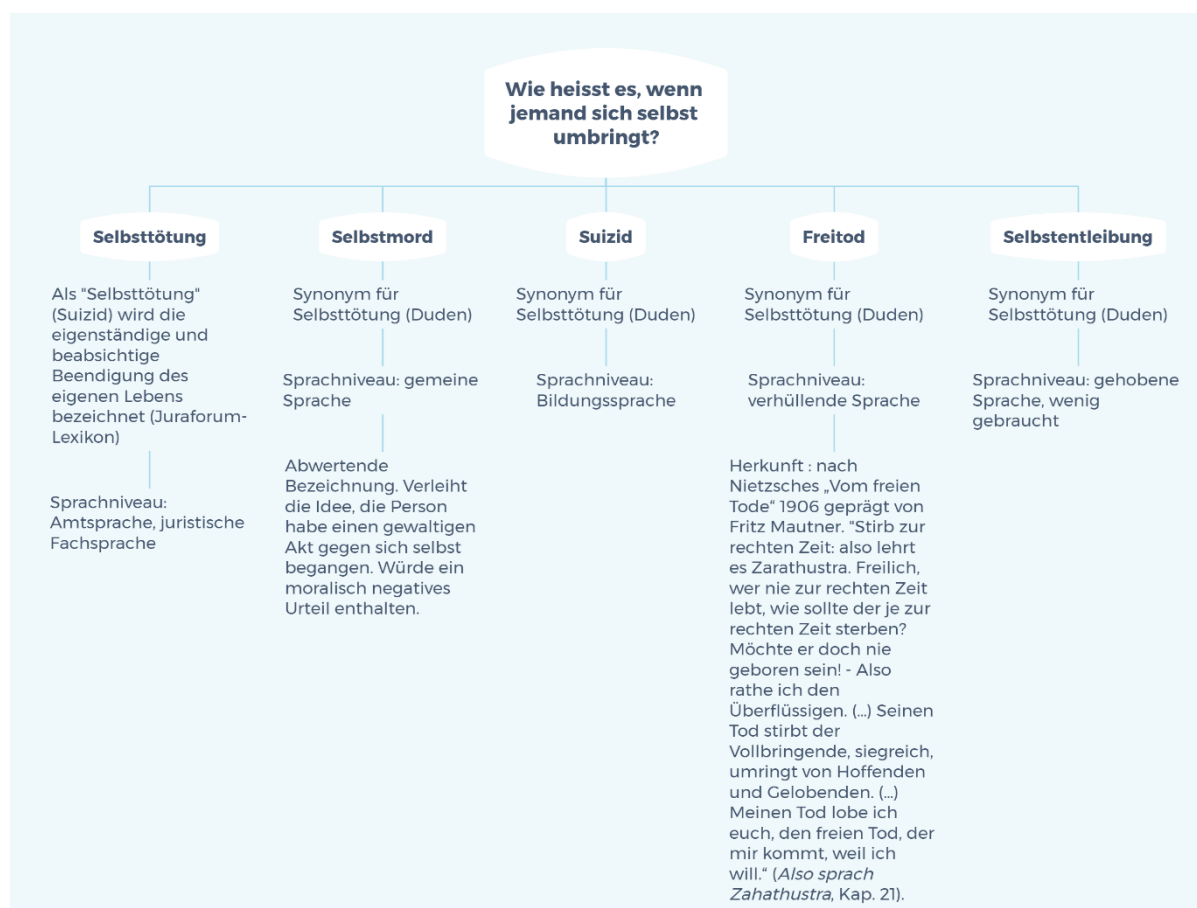 Wie heisst es, wenn
jemand sich selbst
umbringt?
Selbsttötung
Als "Selbsttötung"
(Suizid) wird die
eigenständige und
beabsichtige
Beendigung des
eigenen Lebens
bezeichnet (Juraforum-
Lexikon)
Sprachniveau:
Amtsprache, juristische
Fachsprache
Selbstmord
Synonym für
Selbsttötung (Duden)
Sprachniveau: gemeine
Sprache
Abwertende
Bezeichnung. Verleiht
die Idee, die Person
habe einen gewaltigen
Akt gegen sich selbst
begangen. Würde ein
moralisch negatives
Urteil enthalten.
Suizid
Synonym für
Selbsttötung (Duden)
Sprachniveau:
Bildungssprache
Freitod
Synonym für
Selbsttötung (Duden)
Sprachniveau:
verhüllende Sprache
Herkunft : nach
Nietzsches „Vom freien
Tode“ 1906 geprägt von
Fritz Mautner. "Stirb zur
rechten Zeit: also lehrt
es Zarathustra. Freilich,
wer nie zur rechten Zeit
lebt, wie sollte der je zur
rechten Zeit sterben?
Möchte er doch nie
geboren sein! - Also
rathe ich den
Überflüssigen. (...) Seinen
Tod stirbt der
Vollbringende, siegreich,
umringt von Hoffenden
und Gelobenden. (...)
Meinen Tod lobe ich
euch, den freien Tod, der
mir kommt, weil ich
will.“ (Also sprach
Zahathustra, Kap. 21).
Selbstentleibung
Synonym für
Selbsttötung (Duden)
Sprachniveau: gehobene
Sprache, wenig
gebraucht